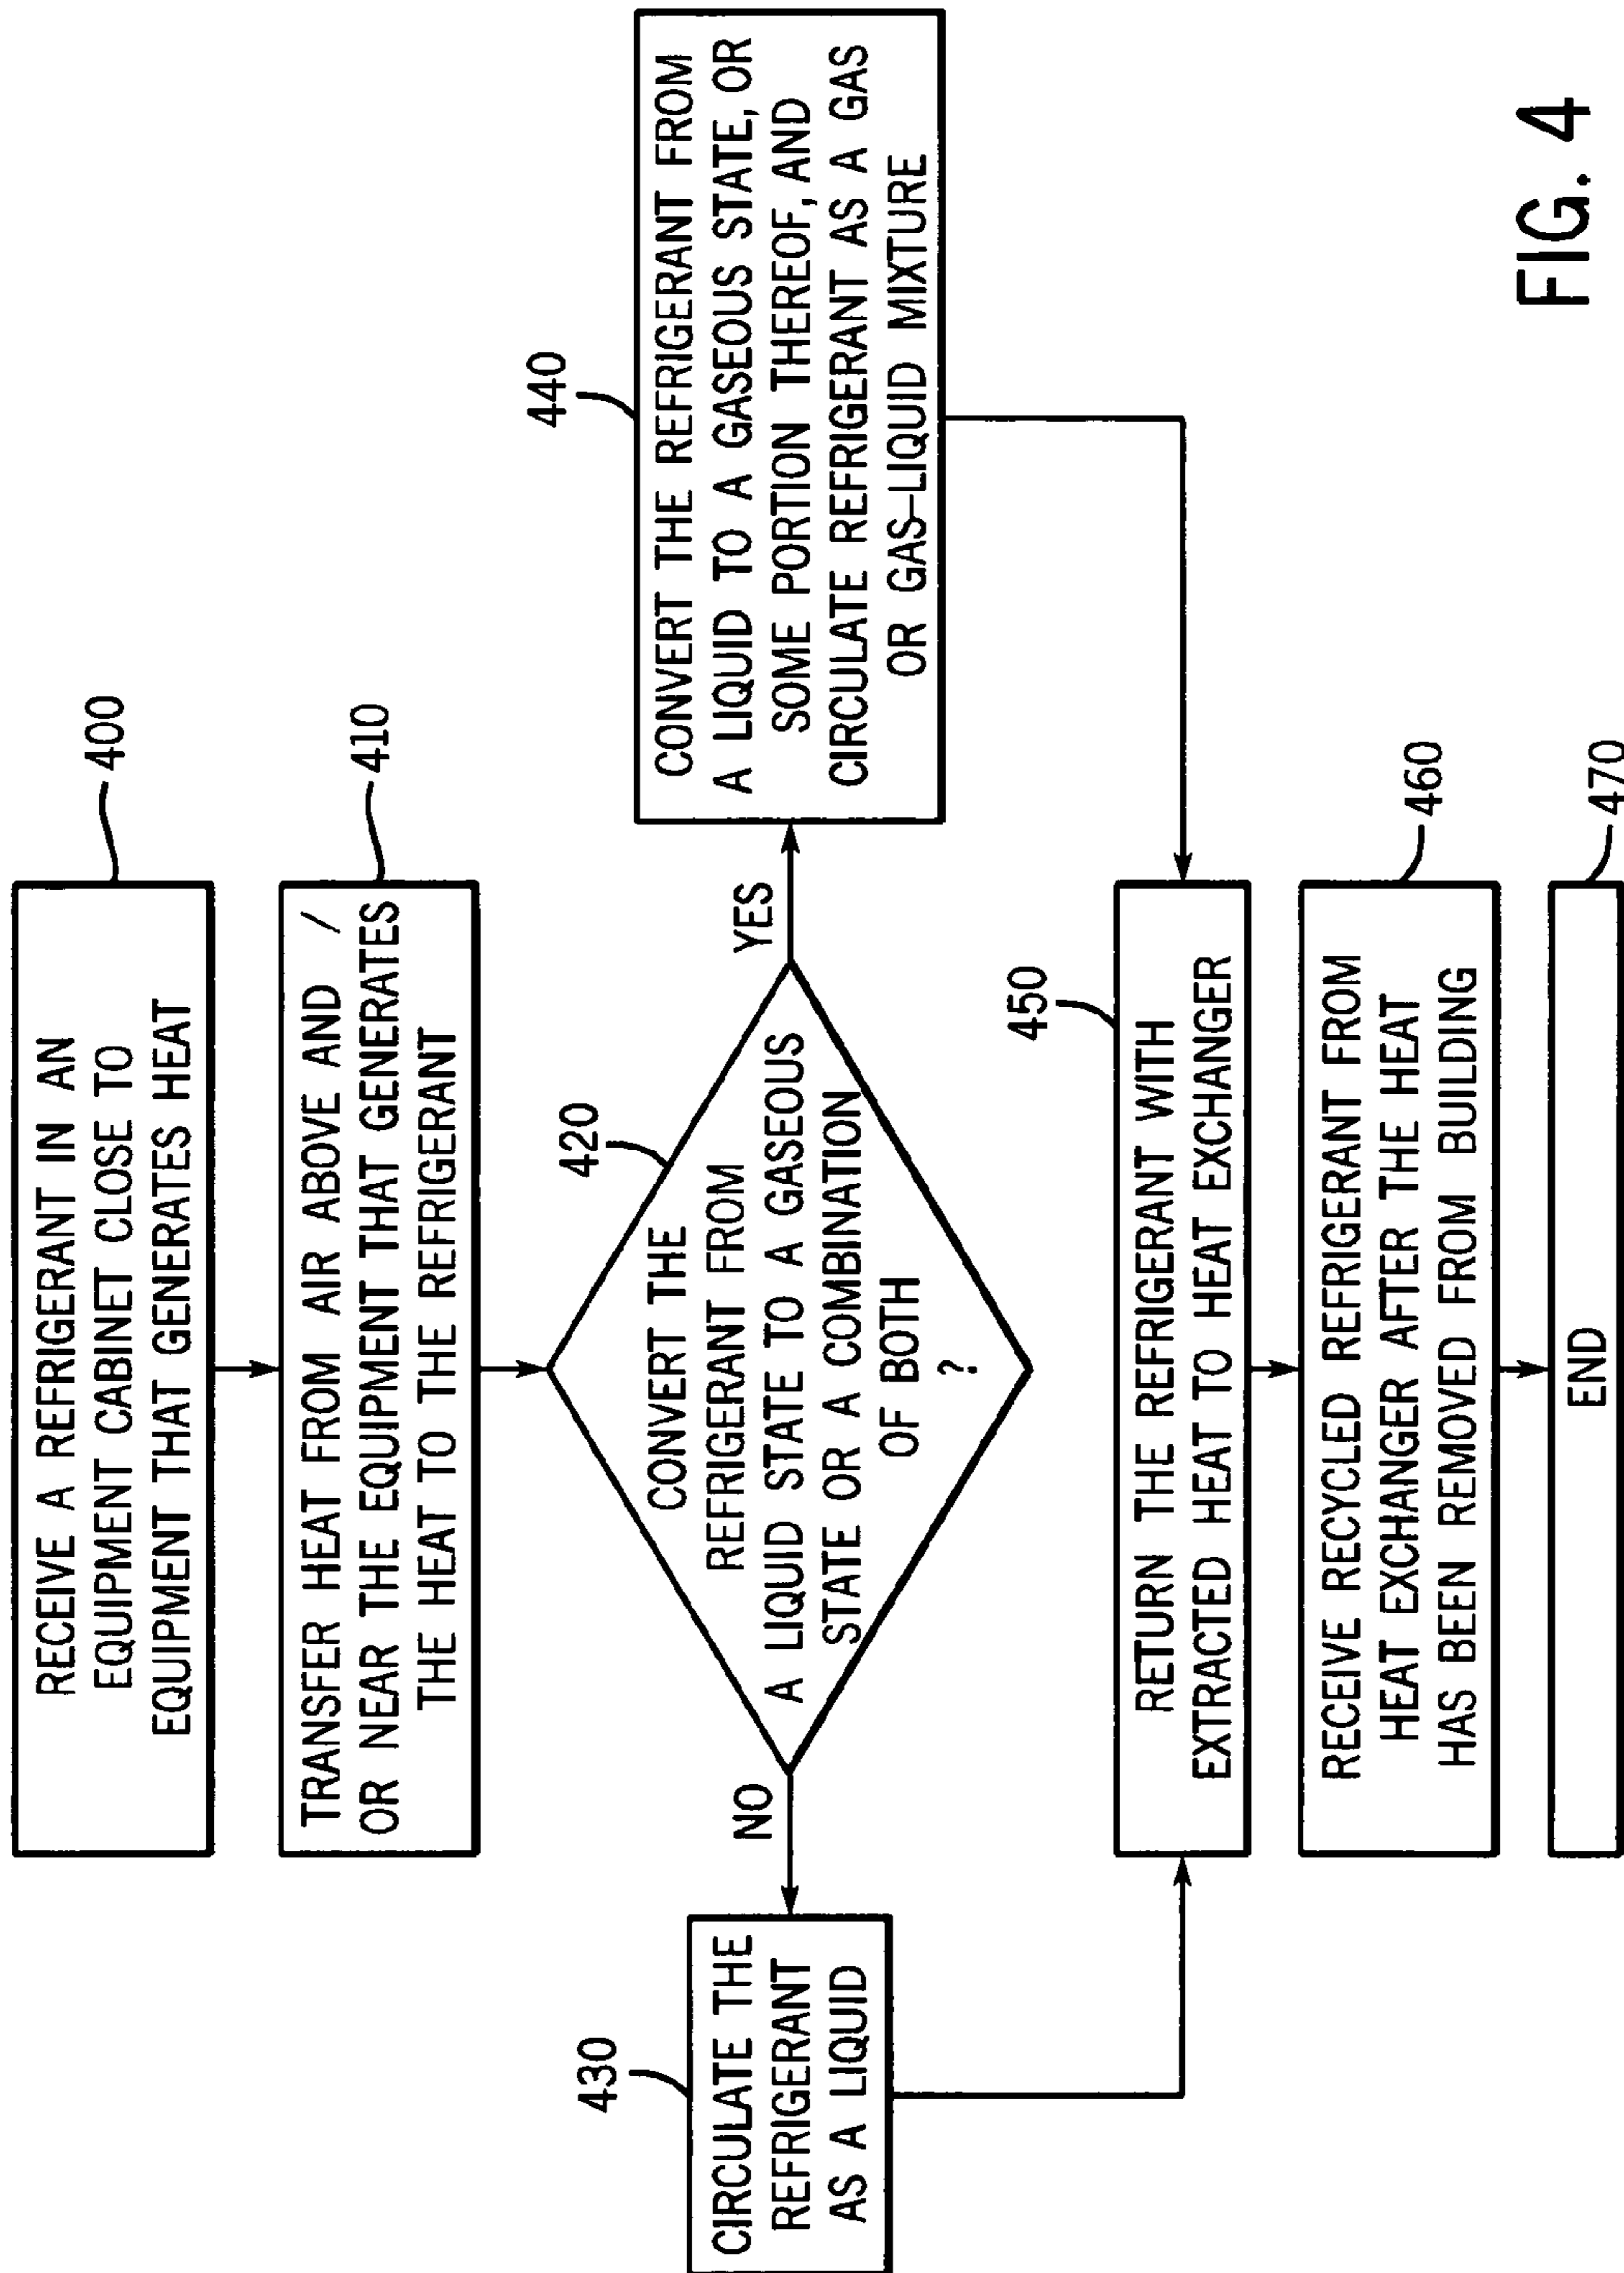 400
RECEIVE A REFRIGERANT IN AN
EQUIPMENT CABINET CLOSE TO
EQUIPMENT THAT GENERATES HEAT
410
TRANSFER HEAT FROM AIR ABOVE AND /
OR NEAR THE EQUIPMENT THAT GENERATES
THE HEAT TO THE REFRIGERANT
420
CONVERT THE
REFRIGERANT FROM
A LIQUID STATE TO A GASEOUS
STATE OR A COMBINATION
OF BOTH
?
NO
YES
430
CIRCULATE THE
REFRIGERANT
AS A LIQUID
440
CONVERT THE REFRIGERANT FROM
A LIQUID TO A GASEOUS STATE, OR
SOME PORTION THEREOF, AND
CIRCULATE REFRIGERANT AS A GAS
OR GAS-LIQUID MIXTURE
450
RETURN THE REFRIGERANT WITH
EXTRACTED HEAT TO HEAT EXCHANGER
460
RECEIVE RECYCLED REFRIGERANT FROM
HEAT EXCHANGER AFTER THE HEAT
HAS BEEN REMOVED FROM BUILDING
470
END
FIG. 4